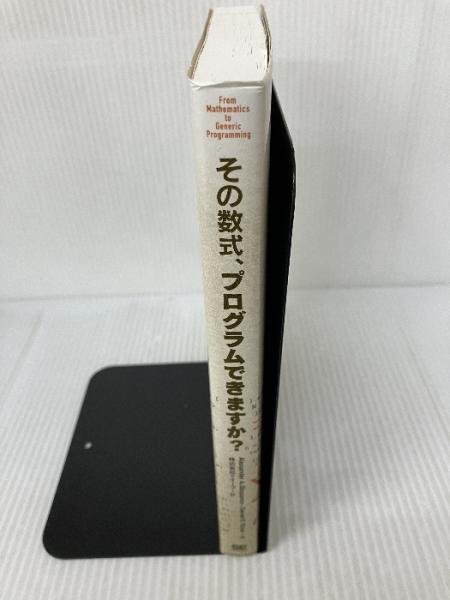 From
Mathematics
to
Generic
Programming
その数式、プログラムできますか?